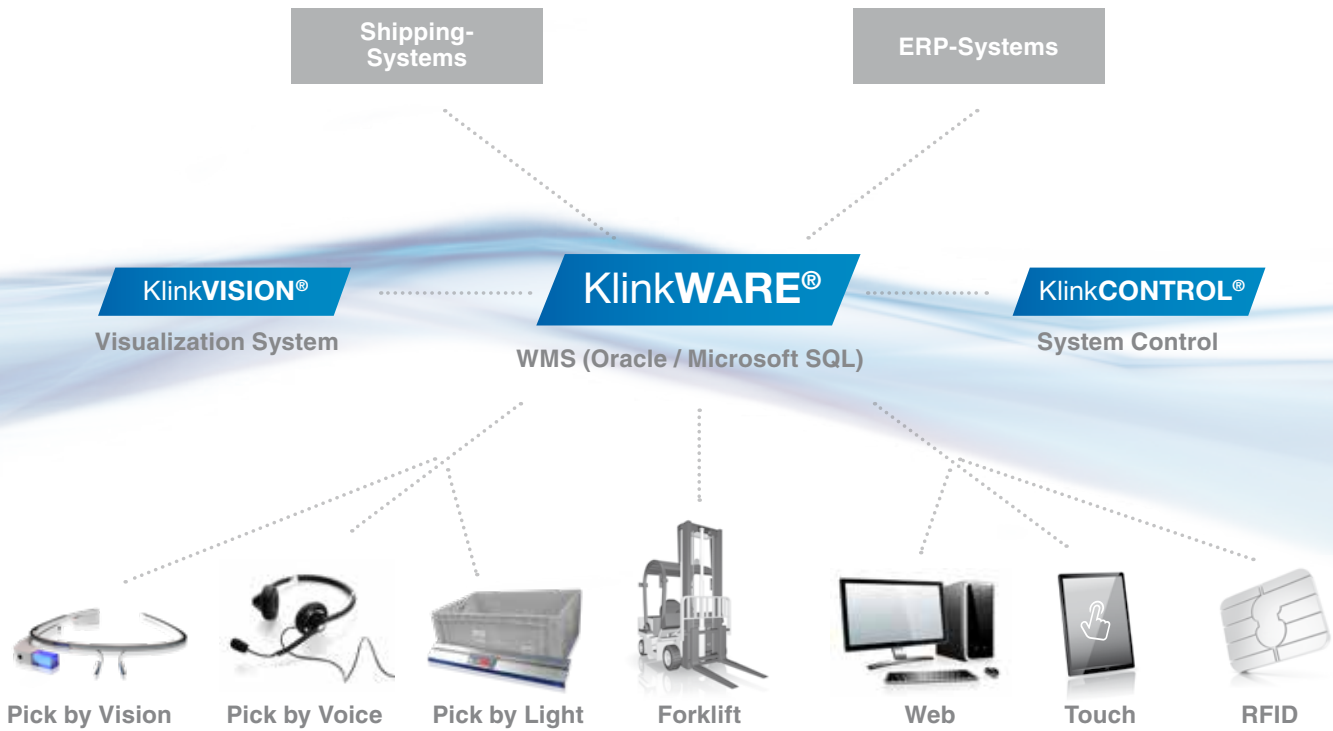 Shipping-
Systems
ERP-Systems
KlinkVISION®
KlinkWARE®
KlinkCONTROL®
Visualization System
WMS (Oracle / Microsoft SQL)
System Control
Pick by Vision
Pick by Voice
Pick by Light
Forklift
Web
Touch
RFID